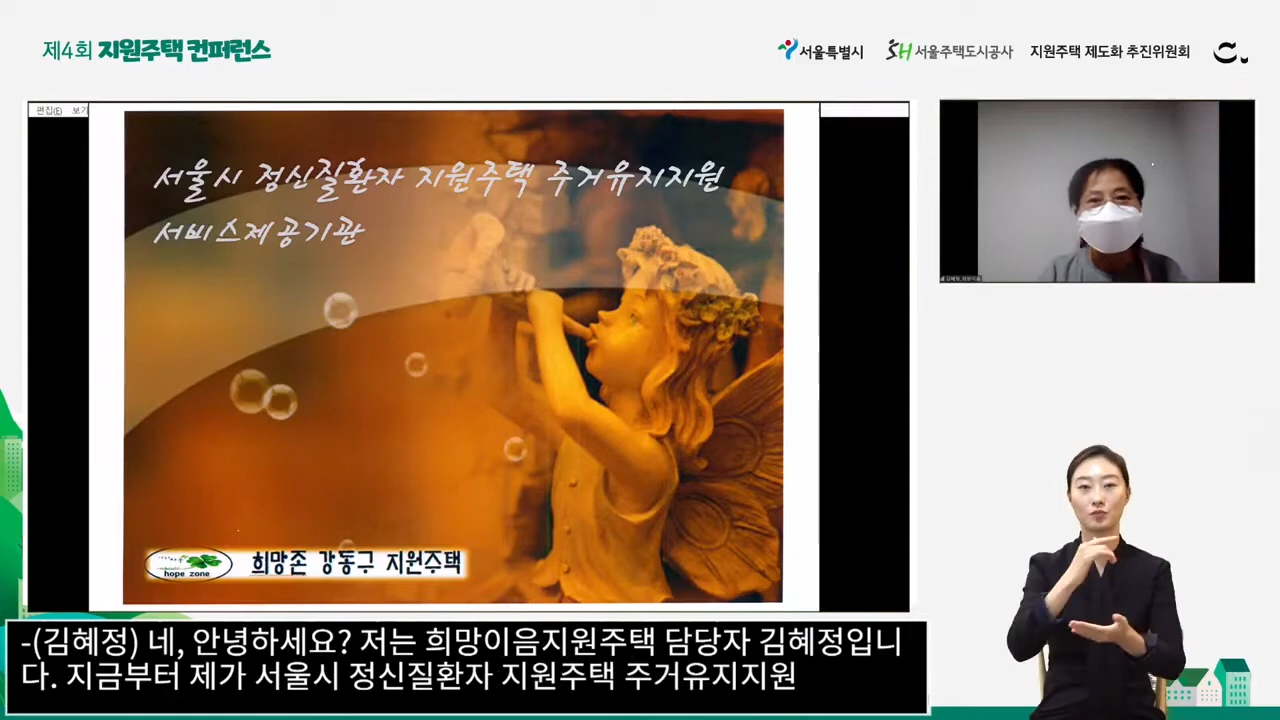 제4회 지원주택 컨퍼런스
서울특별시
SH 서울주택도시공사
지원주택 제도화 추진위원회
편집(E) 보기
서울시 정신질환자 지원주택 주거유지지원
서비스제공기관
hope zone
희망존 강동구 지원주택
-(김혜정) 네, 안녕하세요? 저는 희망이음지원주택 담당자 김혜정입니
다. 지금부터 제가 서울시 정신질환자 지원주택 주거유지지원